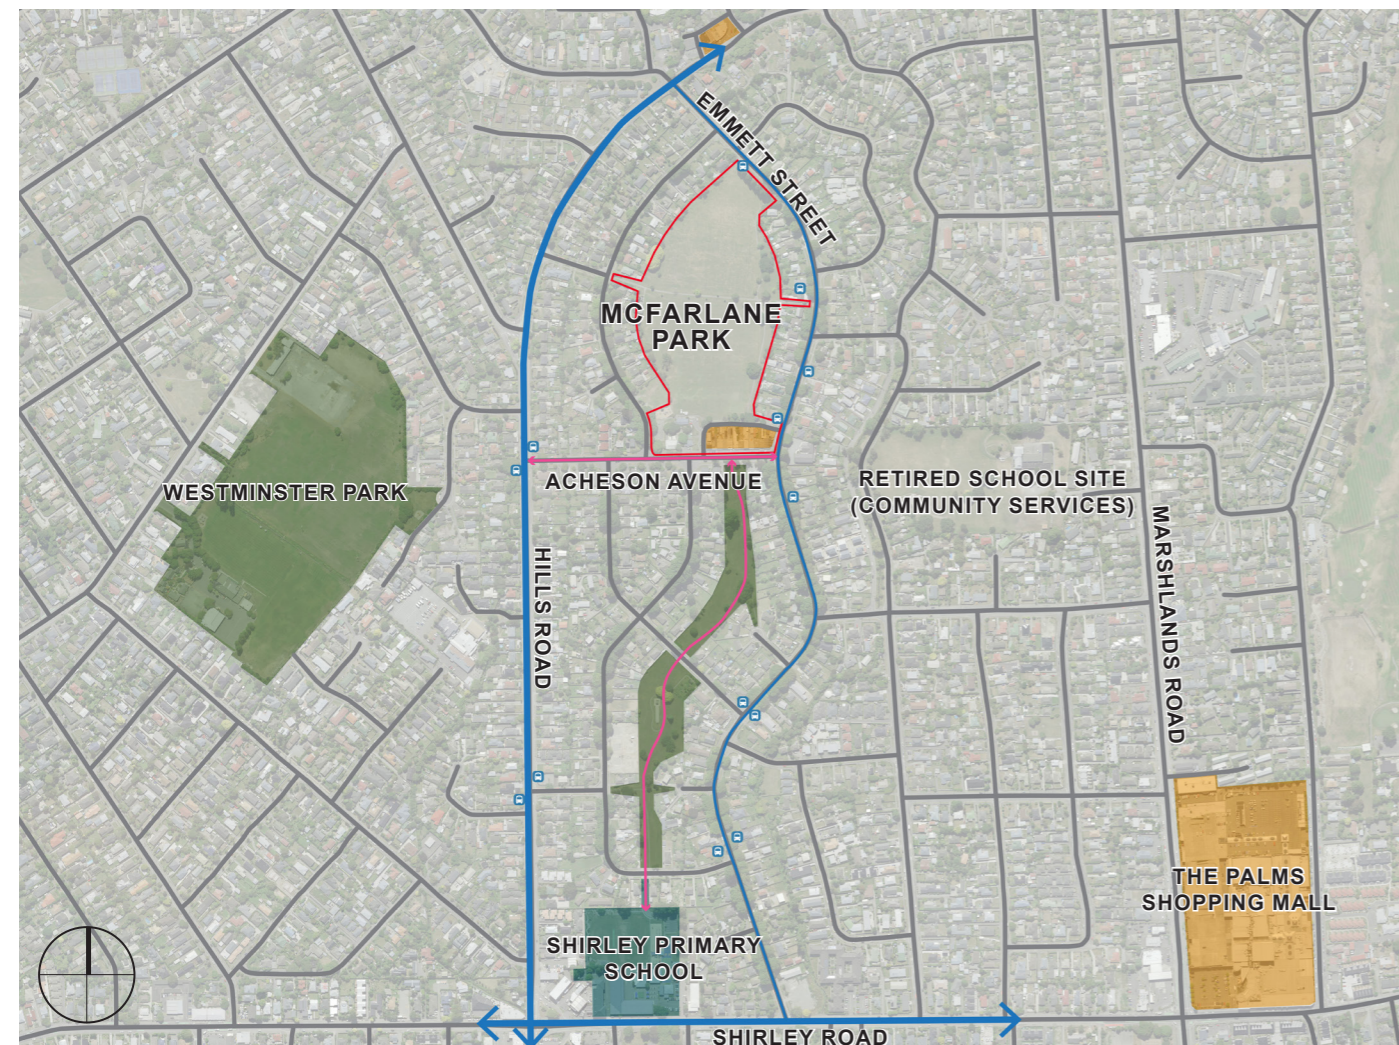 EMMETT STREET
MCFARLANE
PARK
WESTMINSTER PARK
ACHESON AVENUE
RETIRED SCHOOL SITE
(COMMUNITY SERVICES)
HILLS ROAD
MARSHLANDS ROAD
THE PALMS
SHOPPING MALL
SHIRLEY PRIMARY
SCHOOL
SHIRLEY ROAD